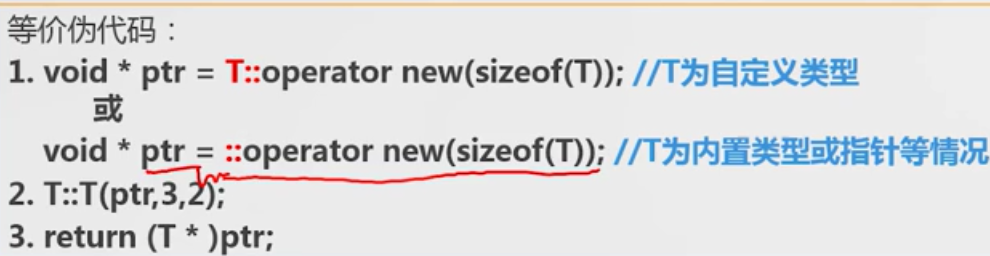 等价伪代码：
1. void * ptr = T::operator new(sizeof(T)); //T为自定义类型
或
void * ptr = ::operator new(sizeof(T)); //T为内置类型或指针等情况
2. T::T(ptr,3,2);
3. return (T * )ptr;